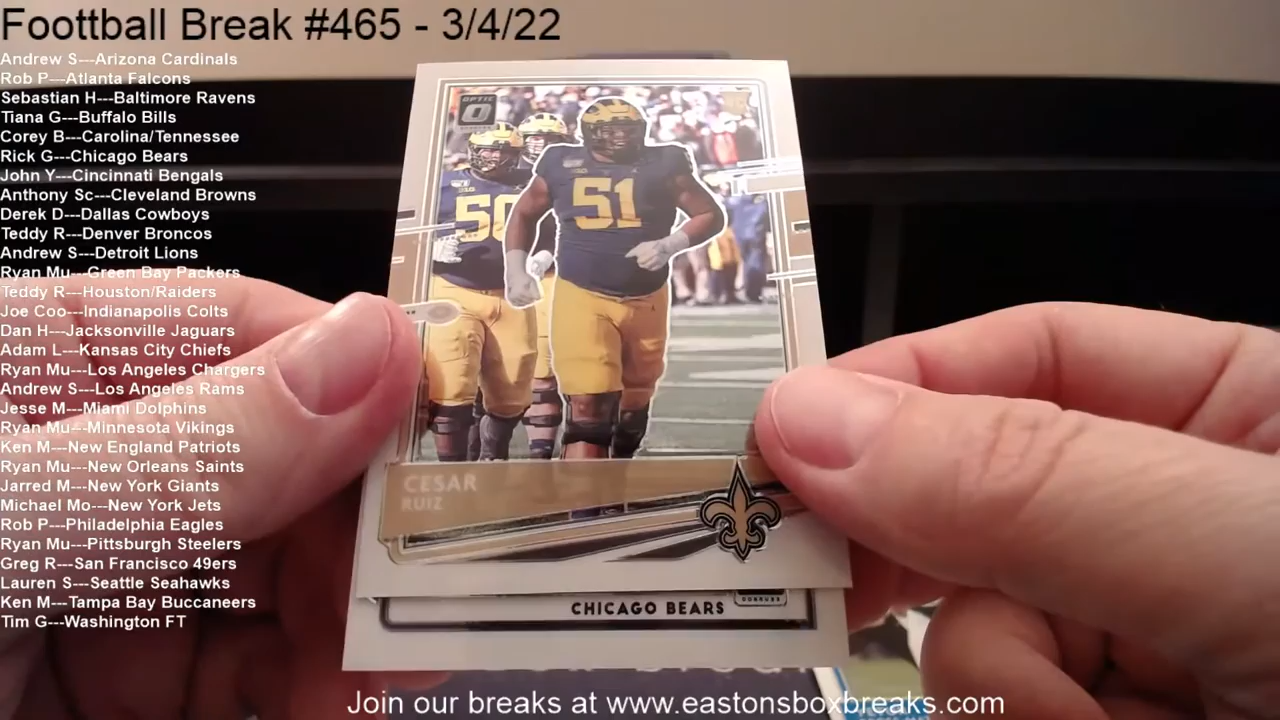 Foottball Break #465 - 3/4/22
Andrew S---Arizona Cardinals
Rob P---Atlanta Falcons
Sebastian H---Baltimore Ravens
Tiana G---Buffalo Bills
Corey B---Carolina/Tennessee
Rick G---Chicago Bears
John Y---Cincinnati Bengals
Anthony Sc---Cleveland Browns
Derek D---Dallas Cowboys
Teddy R---Denver Broncos
Andrew S---Detroit Lions
Ryan Mu---Green Bay Packers
Teddy R---Houston/Raiders
Joe Coo---Indianapolis Colts
Dan H---Jacksonville Jaguars
Adam L---Kansas City Chiefs
Ryan Mu---Los Angeles Chargers
Andrew S---Los Angeles Rams
Jesse M---Miami Dolphins
Ryan Mu---Minnesota Vikings
Ken M---New England Patriots
Ryan Mu---New Orleans Saints
Jarred M---New York Giants
Michael Mo---New York Jets
Rob P---Philadelphia Eagles
Ryan Mu---Pittsburgh Steelers
Greg R---San Francisco 49ers
Lauren S---Seattle Seahawks
Ken M---Tampa Bay Buccaneers
Tim G---Washington FT
OPTIC
50
51
CESAR
RUIZ
DONRUSS
CHICAGO BEARS
Join our breaks at www.eastonsboxbreaks.com